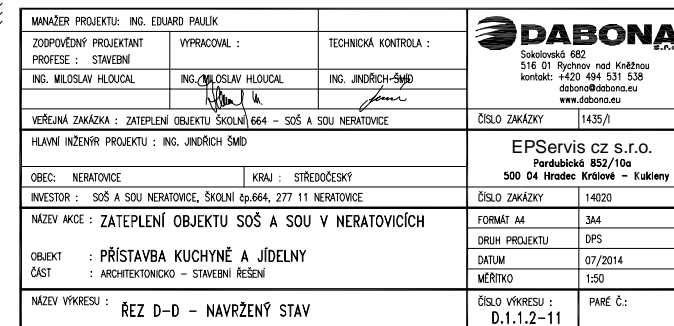 MANAŽER PROJEKTU: ING. EDUARD PAULÍK
ZODPOVĚDNÝ PROJEKTANT
PROFESE : STAVEBNÍ
VYPRACOVAL :
TECHNICKÁ KONTROLA :
ING. MILOSLAV HLOUCAL
ING. MILOSLAV HLOUCAL
ING. JINDŘICH ŠMÍD
DABONA
s.r.o.
Sokolovská 682
516 01 Rychnov nad Kněžnou
kontakt: +420 494 531 538
dabona@dabona.eu
www.dabona.eu
VEŘEJNÁ ZAKÁZKA : ZATEPLENÍ OBJEKTU ŠKOLNÍ 664 – SOŠ A SOU NERATOVICE
ČÍSLO ZAKÁZKY 1435/I
HLAVNÍ INŽENÝR PROJEKTU : ING. JINDŘICH ŠMÍD
EPServis cz s.r.o.
Pardubická 852/10a
500 04 Hradec Králové – Kukleny
OBEC: NERATOVICE KRAJ : STŘEDOČESKÝ
INVESTOR : SOŠ A SOU NERATOVICE, ŠKOLNÍ čp.664, 277 11 NERATOVICE
ČÍSLO ZAKÁZKY 14020
NÁZEV AKCE : ZATEPLENÍ OBJEKTU SOŠ A SOU V NERATOVICÍCH
FORMÁT A4 3A4
DRUH PROJEKTU DPS
OBJEKT : PŘÍSTAVBA KUCHYNĚ A JÍDELNY
DATUM 07/2014
ČÁST : ARCHITEKTONICKO – STAVEBNÍ ŘEŠENÍ
MĚŘÍTKO 1:50
NÁZEV VÝKRESU : ŘEZ D–D – NAVRŽENÝ STAV
ČÍSLO VÝKRESU :
D.1.1.2–11
PARÉ Č.: